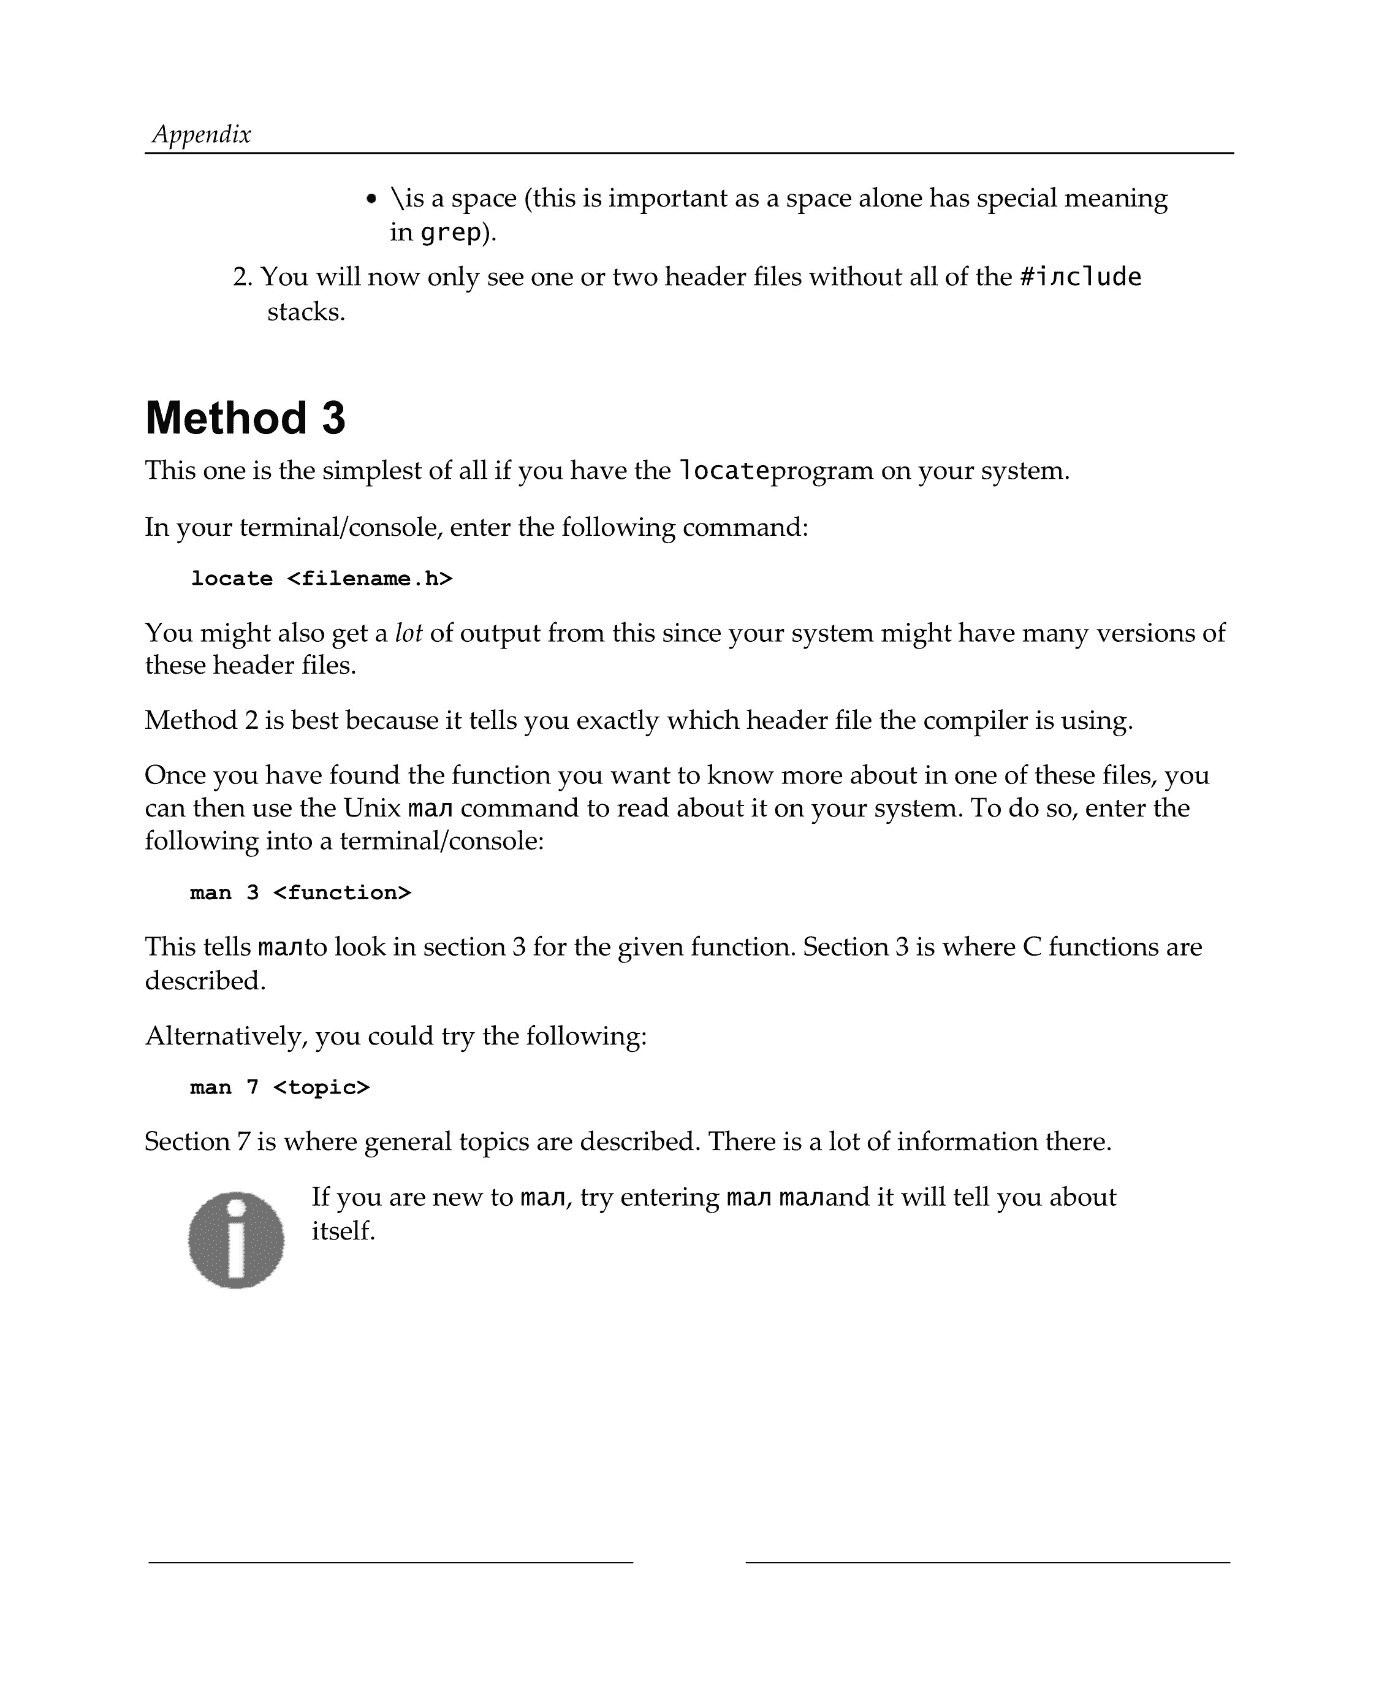 Appendix
• \is a space (this is important as a space alone has special meaning
in grep).
2. You will now only see one or two header files without all of the #iлclude
stacks.
Method 3
This one is the simplest of all if you have the locateprogram on your system.
In your terminal/console, enter the following command:
locate <filename.h>
You might also get a lot of output from this since your system might have many versions of
these header files.
Method 2 is best because it tells you exactly which header file the compiler is using.
Once you have found the function you want to know more about in one of these files, you
can then use the Unix maл command to read about it on your system. To do so, enter the
following into a terminal/console:
man 3 <function>
This tells maлto look in section 3 for the given function. Section 3 is where C functions are
described.
Alternatively, you could try the following:
man 7 <topic>
Section 7 is where general topics are described. There is a lot of information there.
If you are new to maл, try entering maл maлand it will tell you about
itself.